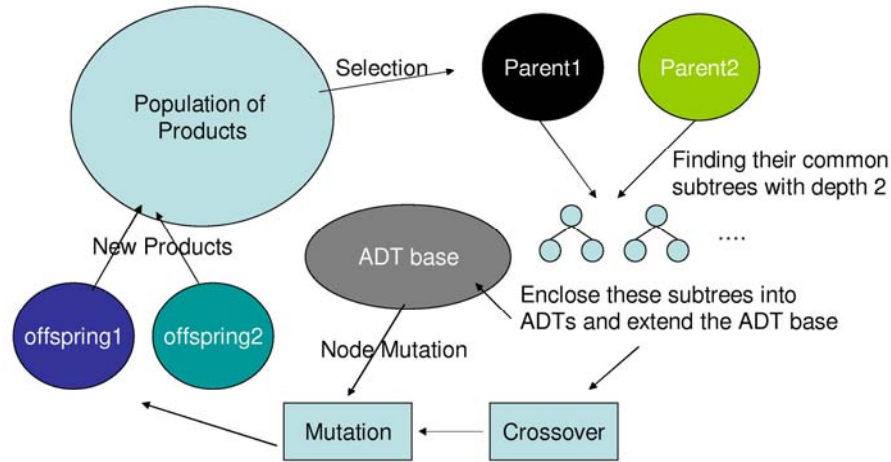 Population of
Products
Selection
Parent1
Parent2
Finding their common
subtrees with depth 2
....
New Products
ADT base
Enclose these subtrees into
ADTs and extend the ADT base
offspring1
offspring2
Node Mutation
Mutation
Crossover